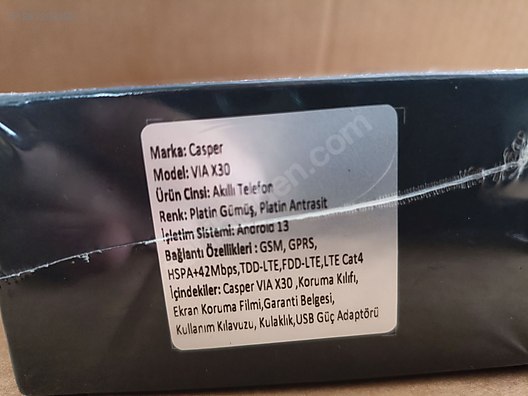 Marka: Casper
Model: VIA X30
Ürün Cinsi: Akıllı Telefon
Renk: Platin Gümüş, Platin Antrasit
İşletim Sistemi: Android 13
Bağlantı Özellikleri : GSM, GPRS,
HSPA+42Mbps,TDD-LTE,FDD-LTE,LTE Cat4
İçindekiler: Casper VIA X30 ,Koruma Kılıfı,
Ekran Koruma Filmi,Garanti Belgesi,
Kullanım Kılavuzu, Kulaklık,USB Güç Adaptörü